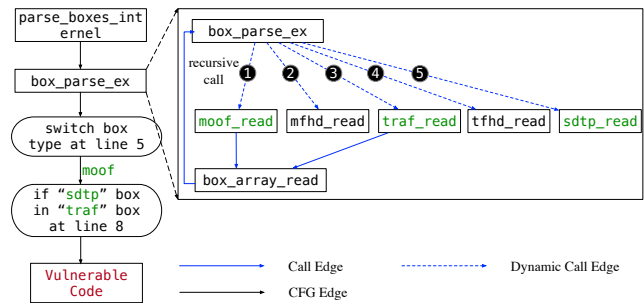 parse_boxes_int
ernel
box_parse_ex
switch box
type at line 5
moof
if “sdtp” box
in “traf” box
at line 8
Vulnerable
Code
box_parse_ex
recursive
call
1 2 3 4 5
moof_read mfhd_read traf_read tfhd_read sdtp_read
box_array_read
Call Edge
Dynamic Call Edge
CFG Edge